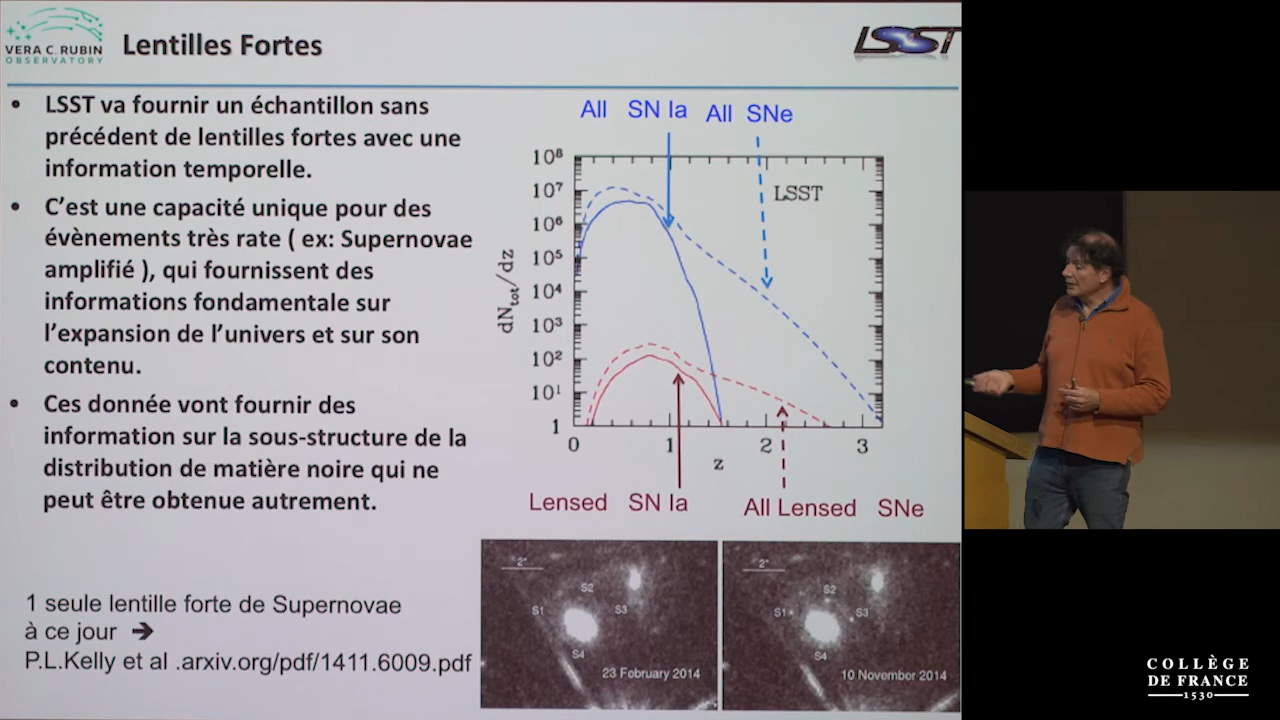 VERA C. RUBIN
OBSERVATORY
Lentilles Fortes
LSST
• LSST va fournir un échantillon sans
précédent de lentilles fortes avec une
information temporelle.
• C’est une capacité unique pour des
évènements très rate ( ex: Supernovae
amplifié ), qui fournissent des
informations fondamentale sur
l’expansion de l’univers et sur son
contenu.
• Ces donnée vont fournir des
information sur la sous-structure de la
distribution de matière noire qui ne
peut être obtenue autrement.
1 seule lentille forte de Supernovae
à ce jour ➔
P.L.Kelly et al .arxiv.org/pdf/1411.6009.pdf
All SN Ia
All SNe
LSST
dNtot/dz
10⁸
10⁷
10⁶
10⁵
10⁴
10³
10²
10¹
1
0 1 2 3
z
Lensed SN Ia
All Lensed SNe
2"
S2
S1
S3
S4
23 February 2014
2"
S2
S1
S3
S4
10 November 2014
COLLÈGE
DE FRANCE
1530